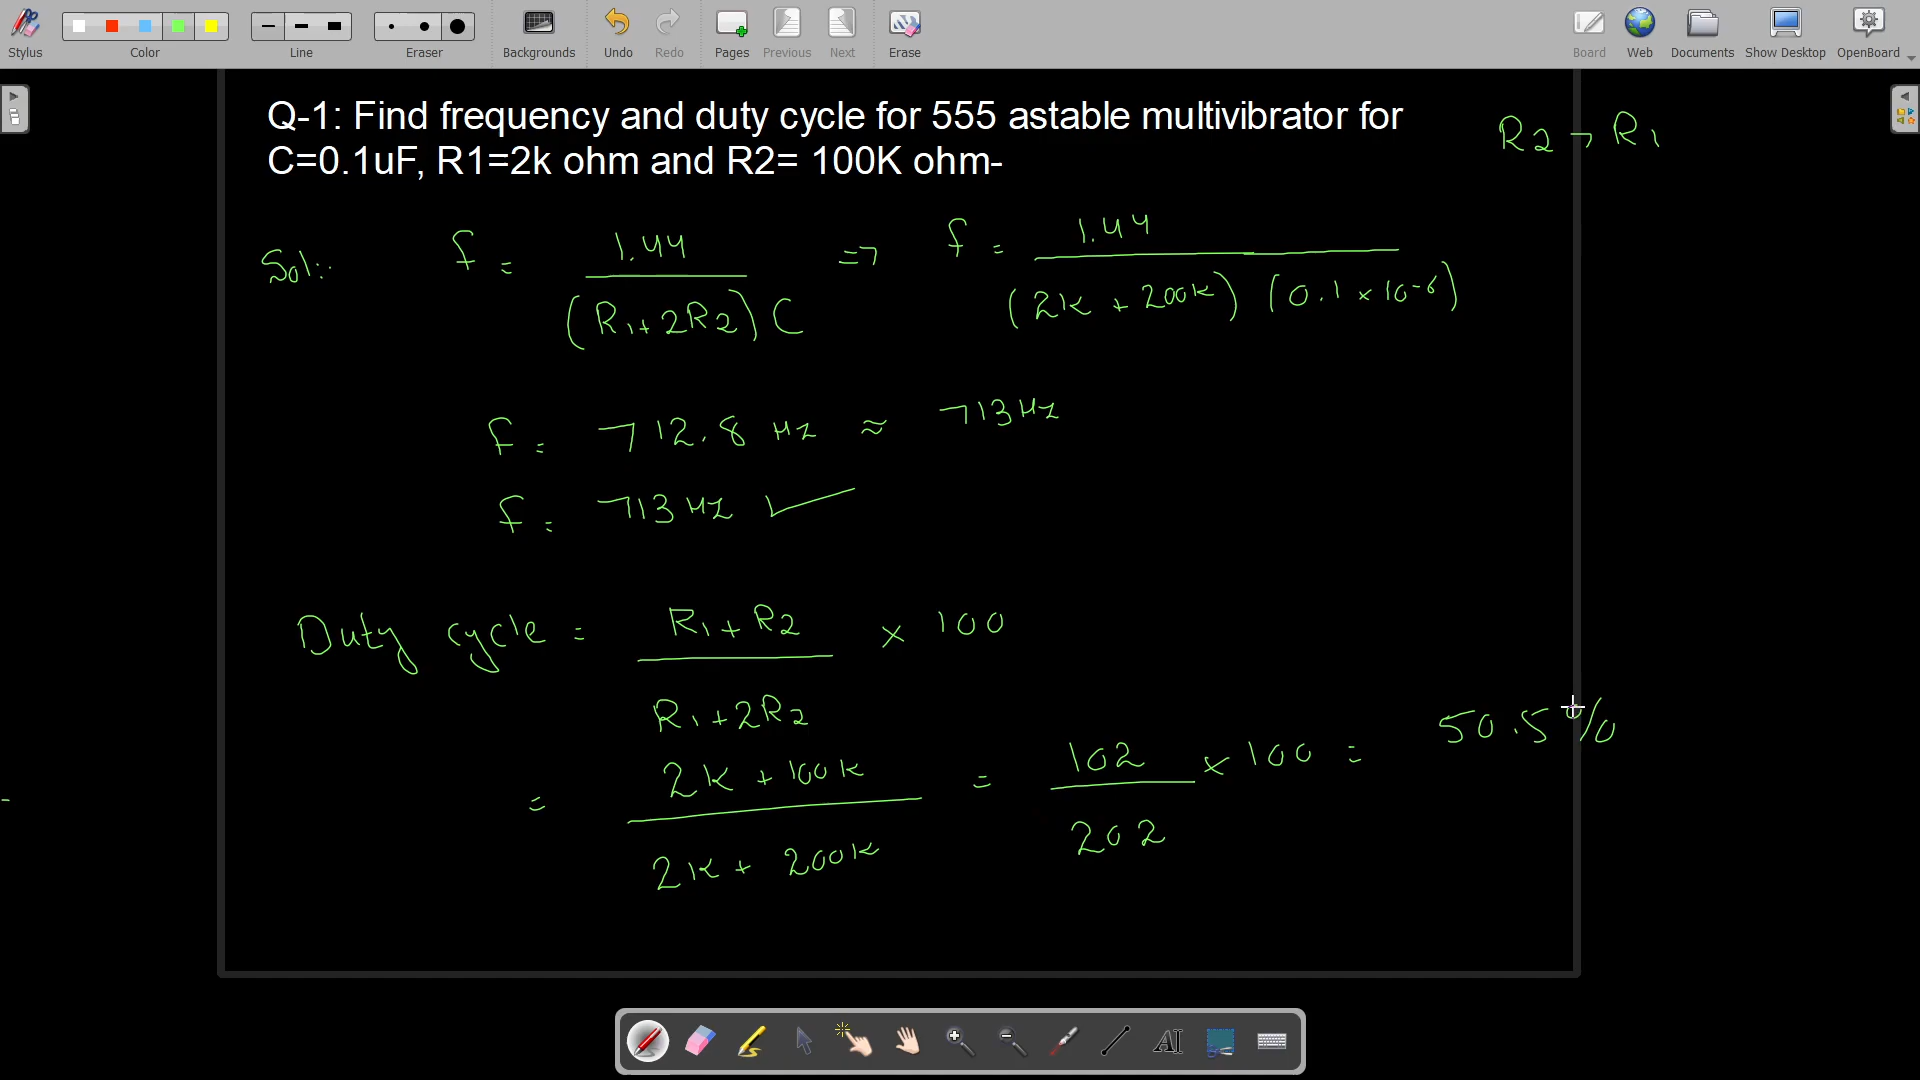 Stylus Color Line Eraser Backgrounds Undo Redo Pages Previous Next Erase Board Web Documents Show Desktop OpenBoard
Q-1: Find frequency and duty cycle for 555 astable multivibrator for
C=0.1uF, R1=2k ohm and R2= 100K ohm-
R2 > R1
Sol:. f = 1.44 / (R1+2R2) C => f = 1.44 / (2k + 200k) (0.1 x 10-6)
f = 712.8 Hz ≈ 713 Hz
f = 713 Hz ✓
Duty cycle = R1+R2 / R1+2R2 x 100
= 2k + 100k / 2k + 200k = 102 / 202 x 100 = 50.5%